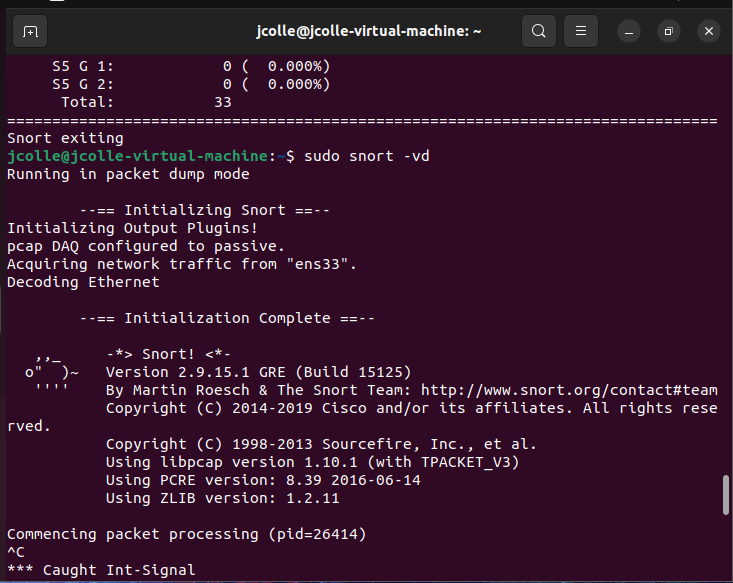 jcolle@jcolle-virtual-machine: ~
S5 G 1:            0 (  0.000%)
S5 G 2:            0 (  0.000%)
Total:           33
===============================================================================
Snort exiting
jcolle@jcolle-virtual-machine:~$ sudo snort -vd
Running in packet dump mode
--== Initializing Snort ==--
Initializing Output Plugins!
pcap DAQ configured to passive.
Acquiring network traffic from "ens33".
Decoding Ethernet
--== Initialization Complete ==--
,,_     -*> Snort! <*-
o"  )~   Version 2.9.15.1 GRE (Build 15125)
''''    By Martin Roesch & The Snort Team: http://www.snort.org/contact#team
Copyright (C) 2014-2019 Cisco and/or its affiliates. All rights rese
rved.
Copyright (C) 1998-2013 Sourcefire, Inc., et al.
Using libpcap version 1.10.1 (with TPACKET_V3)
Using PCRE version: 8.39 2016-06-14
Using ZLIB version: 1.2.11
Commencing packet processing (pid=26414)
^C
*** Caught Int-Signal